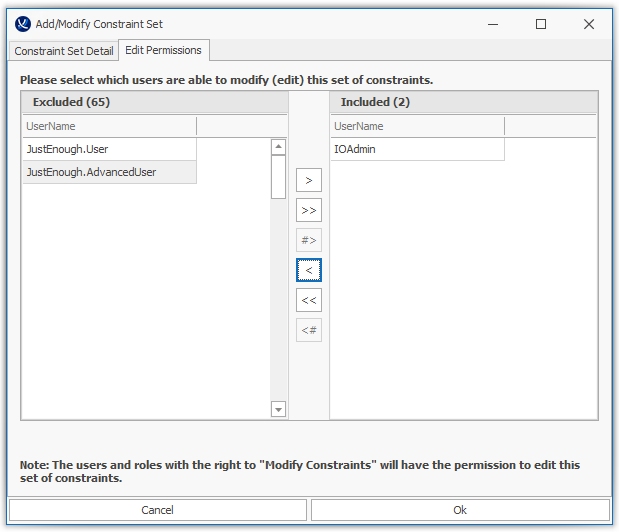 Add/Modify Constraint Set
Constraint Set Detail
Edit Permissions
Please select which users are able to modify (edit) this set of constraints.
Excluded (65)
Included (2)
UserName
UserName
JustEnough.User
IOAdmin
JustEnough.AdvancedUser
>
>>
#>
<
<<
<#
Note: The users and roles with the right to "Modify Constraints" will have the permission to edit this
set of constraints.
Cancel
Ok